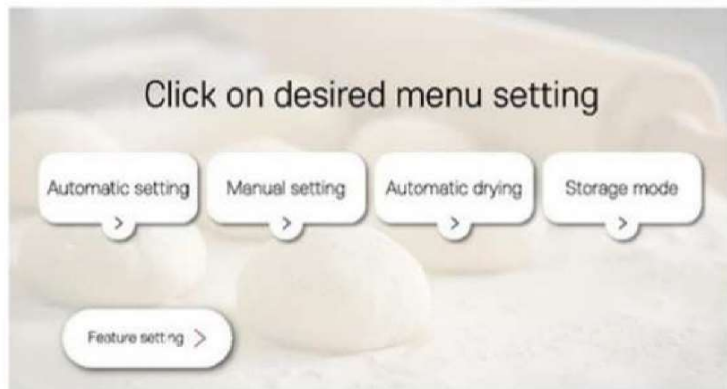 Click on desired menu setting
Automatic setting
Manual setting
Automatic drying
Storage mode
Feature setting